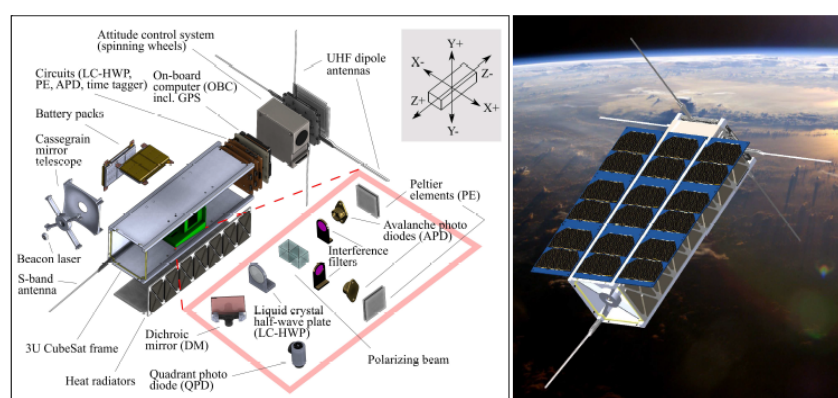 Attitude control system
(spinning wheels)
UHF dipole
antennas
Circuits (LC-HWP,
PE, APD, time tagger)
On-board
computer (OBC)
incl. GPS
Battery packs
Cassegrain
mirror
telescope
Beacon laser
S-band
antenna
3U CubeSat frame
Heat radiators
Y+
X-
Z-
Z+
X+
Y-
Peltier
elements (PE)
Avalanche photo
diodes (APD)
Interference
filters
Liquid crystal
half-wave plate
(LC-HWP)
Dichroic
mirror (DM)
Polarizing beam
Quadrant photo
diode (QPD)